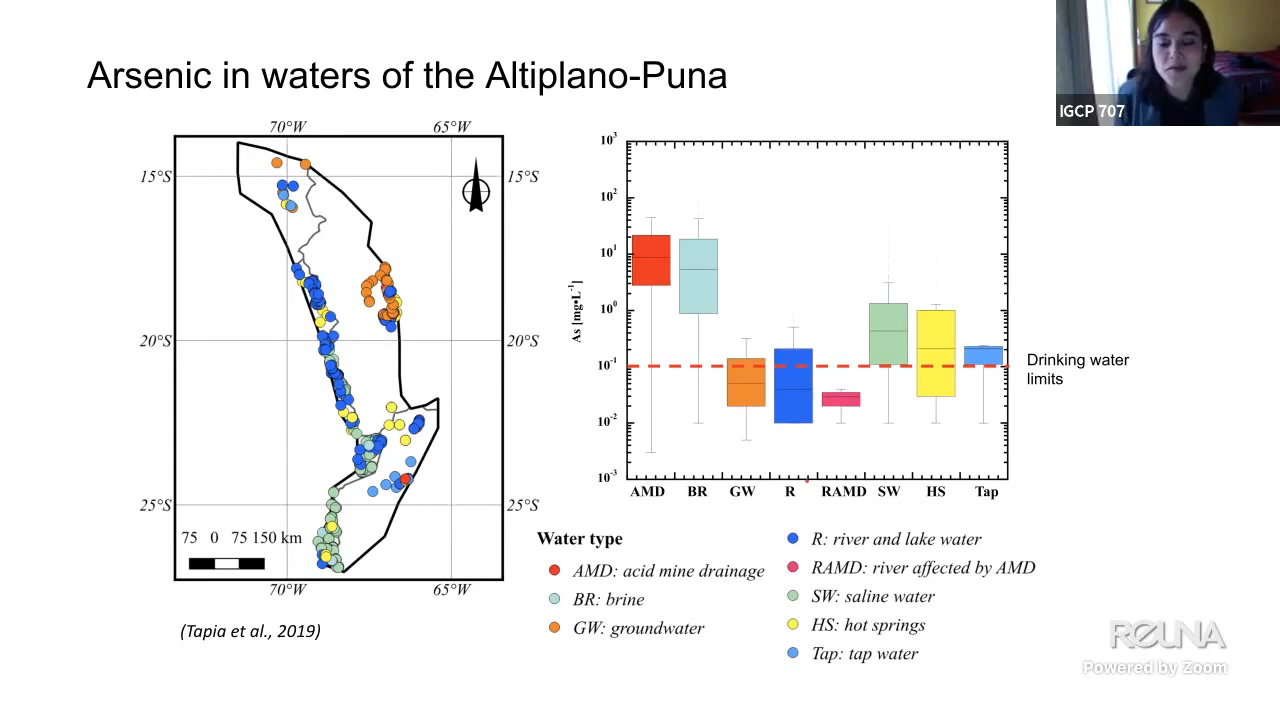 IGCP 707
Arsenic in waters of the Altiplano-Puna
70°W 65°W
15°S 15°S
20°S 20°S
25°S 25°S
75 0 75 150 km
70°W 65°W
(Tapia et al., 2019)
As [mg•L⁻¹]
10³
10²
10¹
10⁰
10⁻¹
10⁻²
10⁻³
AMD BR GW R RAMD SW HS Tap
Drinking water
limits
Water type
AMD: acid mine drainage
BR: brine
GW: groundwater
R: river and lake water
RAMD: river affected by AMD
SW: saline water
HS: hot springs
Tap: tap water
REUNA
Powered by Zoom